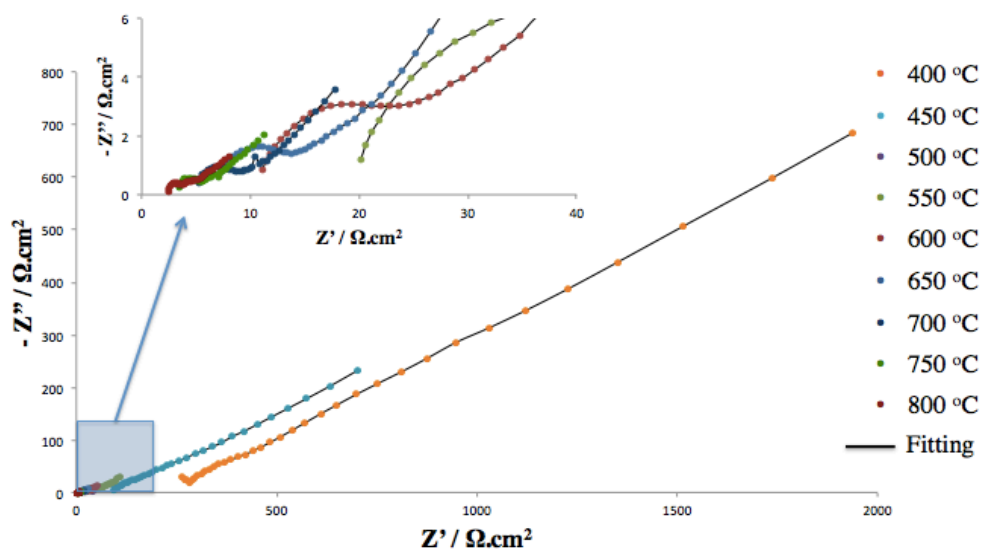 6
4
2
0
- Z’’ / Ω.cm²
0 10 20 30 40
Z’ / Ω.cm²
800
700
600
500
400
300
200
100
0
- Z’’ / Ω.cm²
0 500 1000 1500 2000
Z’ / Ω.cm²
400 °C
450 °C
500 °C
550 °C
600 °C
650 °C
700 °C
750 °C
800 °C
Fitting